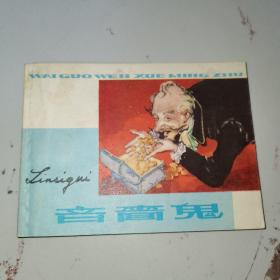 WAI GUO WEN XUE MING ZHU
Linsegui
吝啬鬼